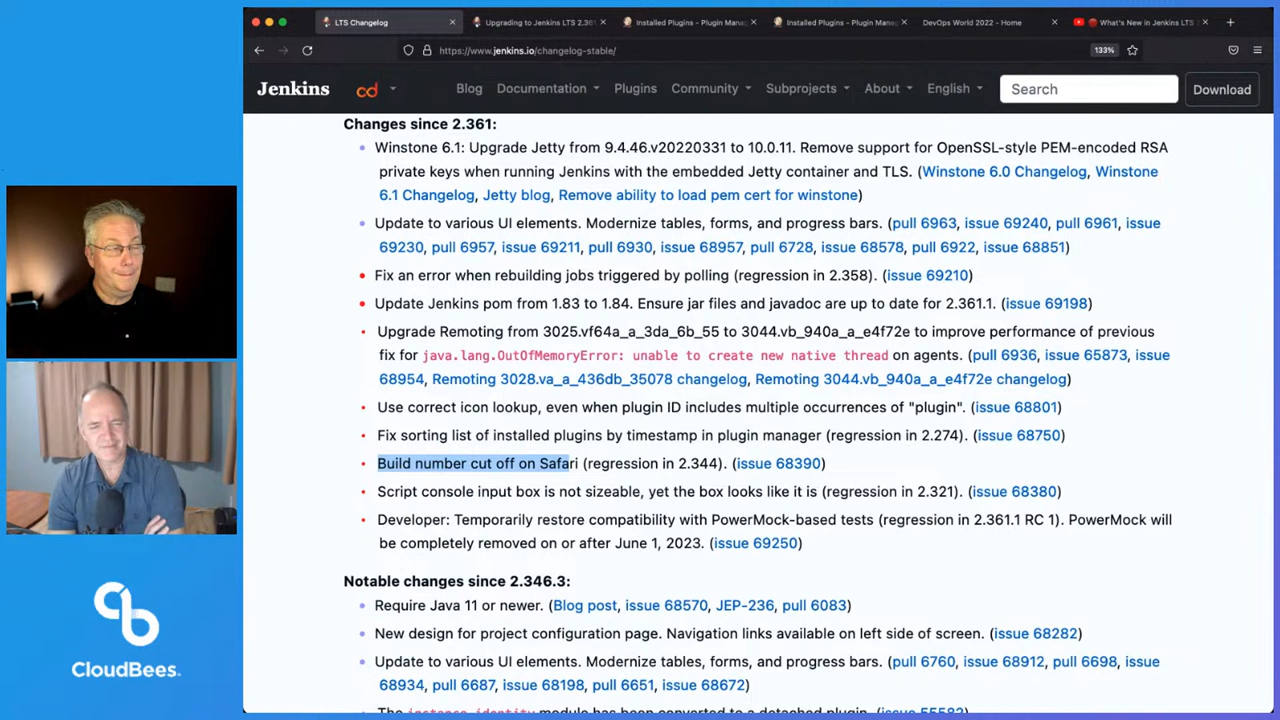 LTS Changelog
Upgrading to Jenkins LTS 2.361
Installed Plugins - Plugin Mana
Installed Plugins - Plugin Mana
DevOps World 2022 - Home
What's New in Jenkins LTS 2
https://www.jenkins.io/changelog-stable/
133%
Jenkins
cd
Blog
Documentation
Plugins
Community
Subprojects
About
English
Search
Download
Changes since 2.361:
Winstone 6.1: Upgrade Jetty from 9.4.46.v20220331 to 10.0.11. Remove support for OpenSSL-style PEM-encoded RSA
private keys when running Jenkins with the embedded Jetty container and TLS. (Winstone 6.0 Changelog, Winstone
6.1 Changelog, Jetty blog, Remove ability to load pem cert for winstone)
Update to various UI elements. Modernize tables, forms, and progress bars. (pull 6963, issue 69240, pull 6961, issue
69230, pull 6957, issue 69211, pull 6930, issue 68957, pull 6728, issue 68578, pull 6922, issue 68851)
Fix an error when rebuilding jobs triggered by polling (regression in 2.358). (issue 69210)
Update Jenkins pom from 1.83 to 1.84. Ensure jar files and javadoc are up to date for 2.361.1. (issue 69198)
Upgrade Remoting from 3025.vf64a_a_3da_6b_55 to 3044.vb_940a_a_e4f72e to improve performance of previous
fix for java.lang.OutOfMemoryError: unable to create new native thread on agents. (pull 6936, issue 65873, issue
68954, Remoting 3028.va_a_436db_35078 changelog, Remoting 3044.vb_940a_a_e4f72e changelog)
Use correct icon lookup, even when plugin ID includes multiple occurrences of "plugin". (issue 68801)
Fix sorting list of installed plugins by timestamp in plugin manager (regression in 2.274). (issue 68750)
Build number cut off on Safari (regression in 2.344). (issue 68390)
Script console input box is not sizeable, yet the box looks like it is (regression in 2.321). (issue 68380)
Developer: Temporarily restore compatibility with PowerMock-based tests (regression in 2.361.1 RC 1). PowerMock will
be completely removed on or after June 1, 2023. (issue 69250)
Notable changes since 2.346.3:
Require Java 11 or newer. (Blog post, issue 68570, JEP-236, pull 6083)
New design for project configuration page. Navigation links available on left side of screen. (issue 68282)
Update to various UI elements. Modernize tables, forms, and progress bars. (pull 6760, issue 68912, pull 6698, issue
68934, pull 6687, issue 68198, pull 6651, issue 68672)
The instance-identity module has been converted to a detached plugin. (issue 55582)
CloudBees.